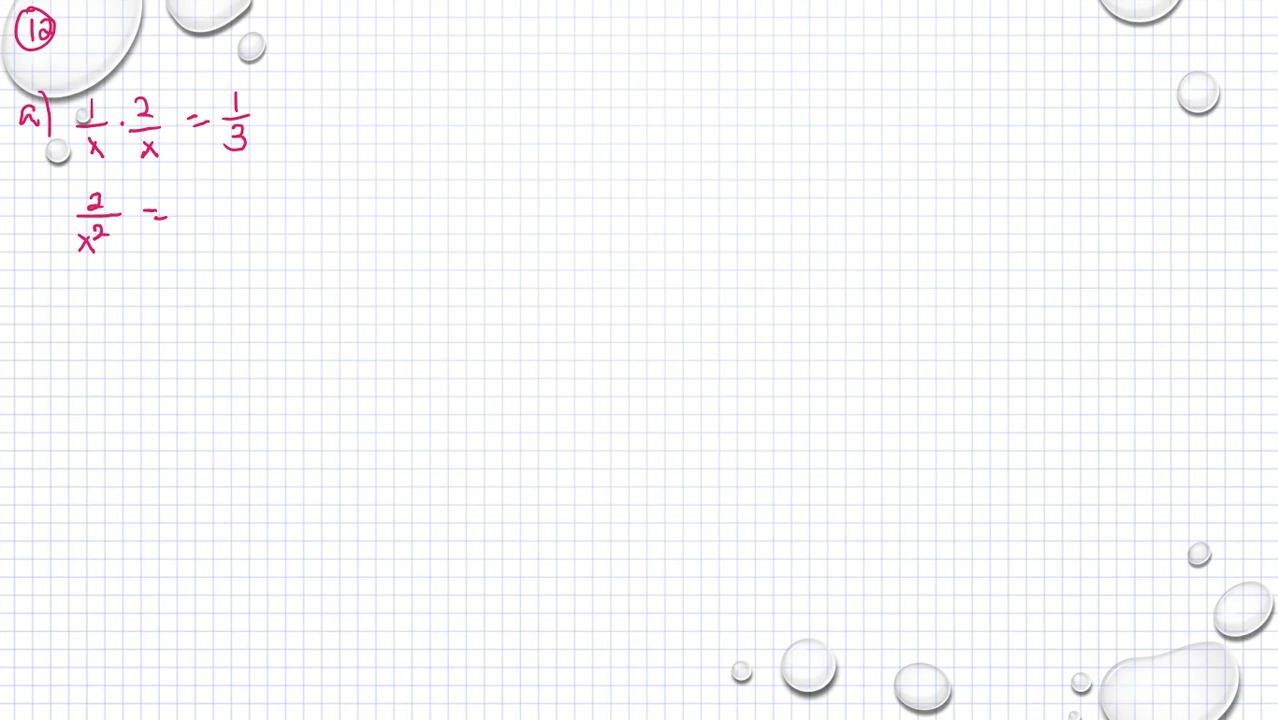 12
a) 1/x · 2/x = 1/3
2/x² =